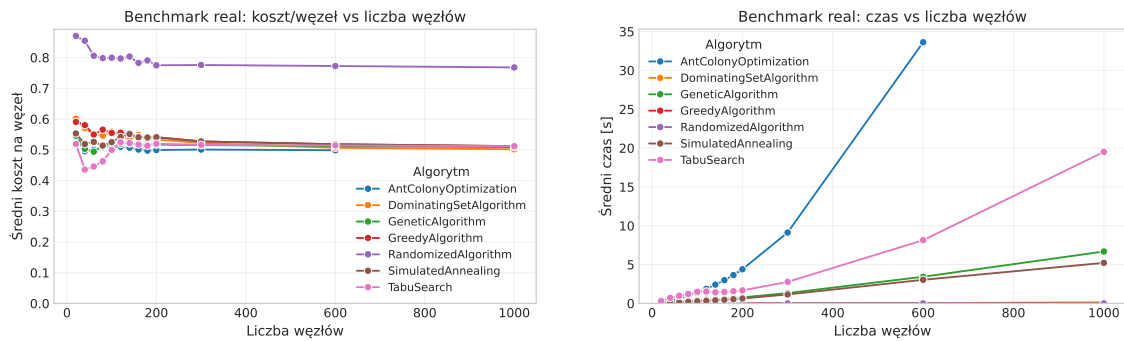 Benchmark real: koszt/węzeł vs liczba węzłów
Średni koszt na węzeł
0.8
0.7
0.6
0.5
0.4
0.3
0.2
0.1
0.0
Algorytm
AntColonyOptimization
DominatingSetAlgorithm
GeneticAlgorithm
GreedyAlgorithm
RandomizedAlgorithm
SimulatedAnnealing
TabuSearch
0 200 400 600 800 1000
Liczba węzłów
Benchmark real: czas vs liczba węzłów
Średni czas [s]
35
30
25
20
15
10
5
0
Algorytm
AntColonyOptimization
DominatingSetAlgorithm
GeneticAlgorithm
GreedyAlgorithm
RandomizedAlgorithm
SimulatedAnnealing
TabuSearch
0 200 400 600 800 1000
Liczba węzłów